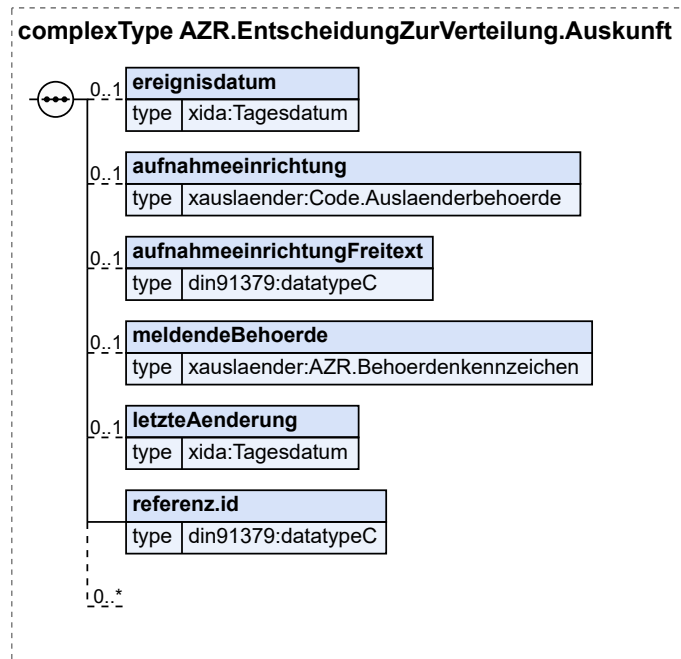 complexType AZR.EntscheidungZurVerteilung.Auskunft
0..1 ereignisdatum
type xida:Tagesdatum
0..1 aufnahmeeinrichtung
type xauslaender:Code.Auslaenderbehoerde
0..1 aufnahmeeinrichtungFreitext
type din91379:datatypeC
0..1 meldendeBehoerde
type xauslaender:AZR.Behoerdenkennzeichen
0..1 letzteAenderung
type xida:Tagesdatum
referenz.id
type din91379:datatypeC
0..*